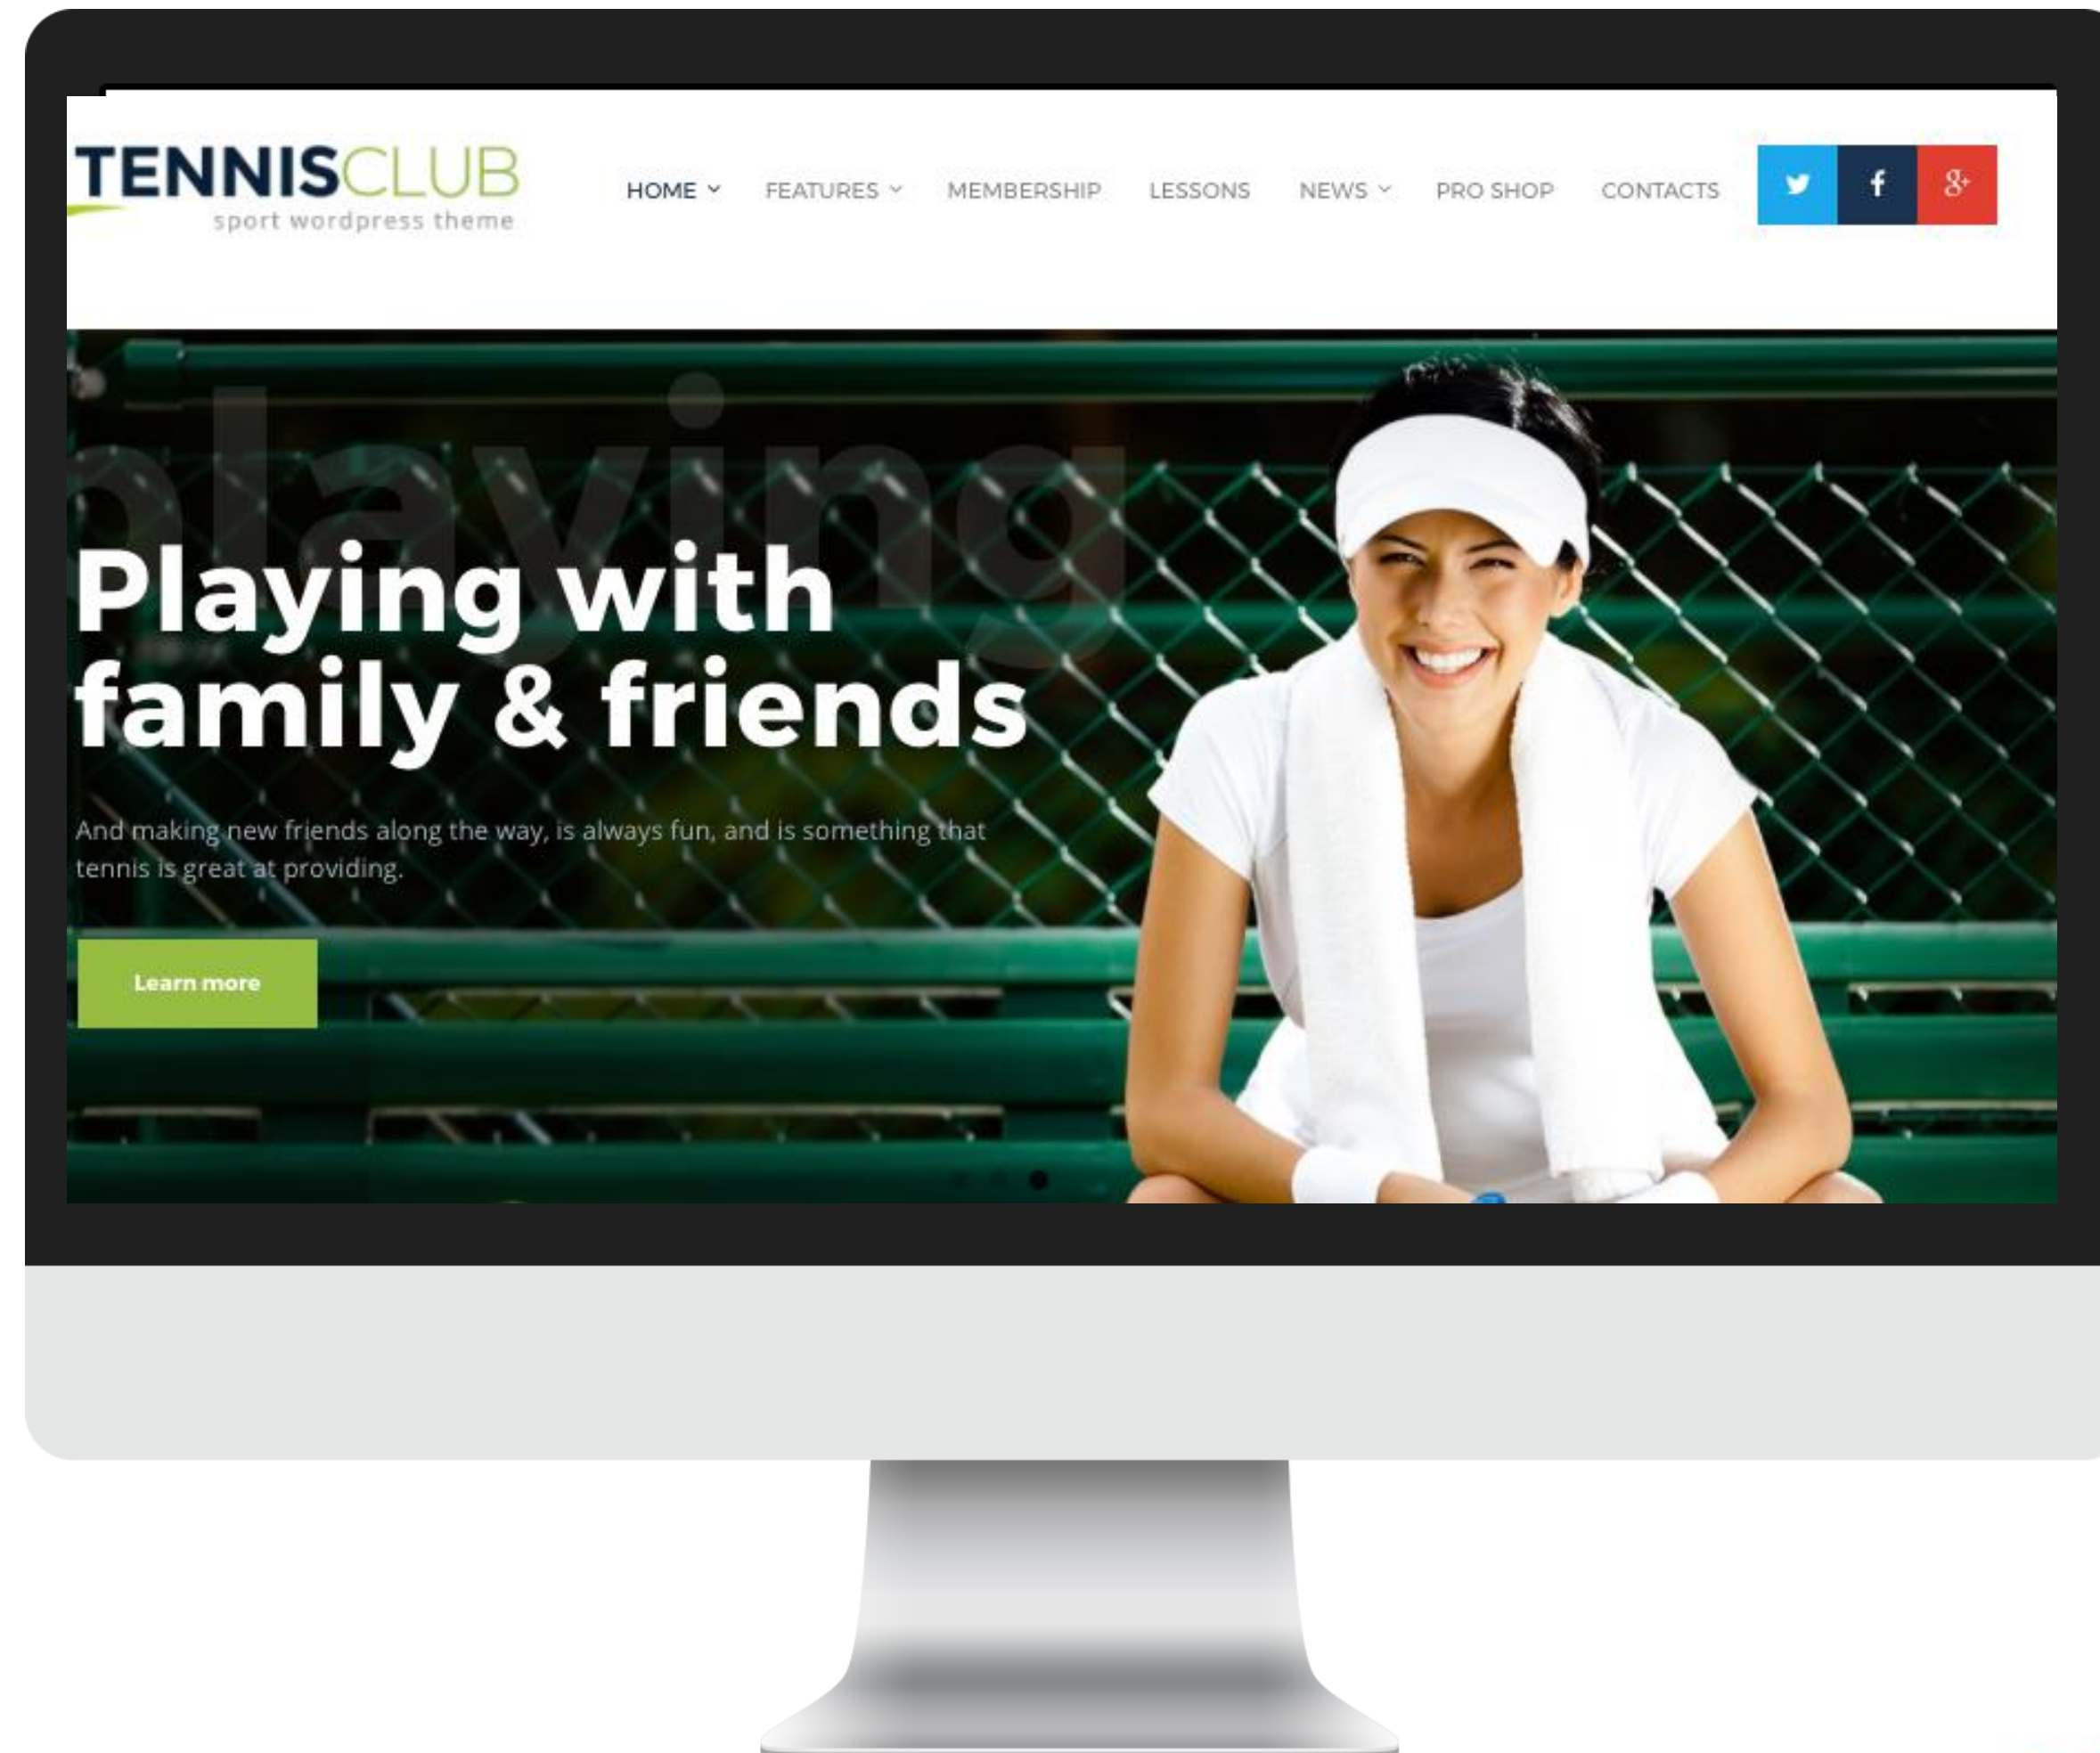 TENNISCLUB
sport wordpress theme
HOME FEATURES MEMBERSHIP LESSONS NEWS PRO SHOP CONTACTS
f
g+
playing
Playing with
family & friends
And making new friends along the way, is always fun, and is something that
tennis is great at providing.
Learn more